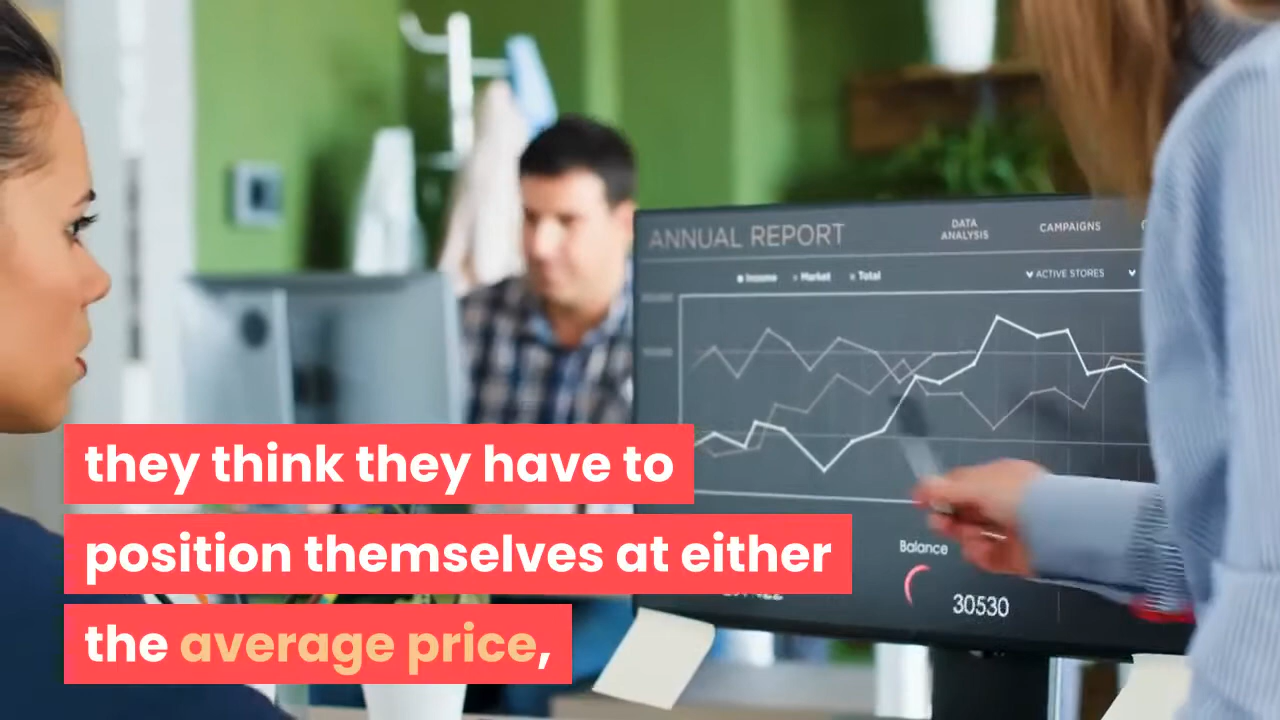 ANNUAL REPORT
DATA
ANALYSIS
CAMPAIGNS
Income Market Total
ACTIVE STORES
they think they have to
position themselves at either
the average price,
Balance
30530